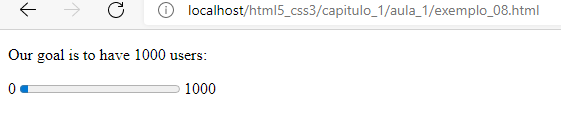 localhost/html5_css3/capitulo_1/aula_1/exemplo_08.html
Our goal is to have 1000 users:
0 1000